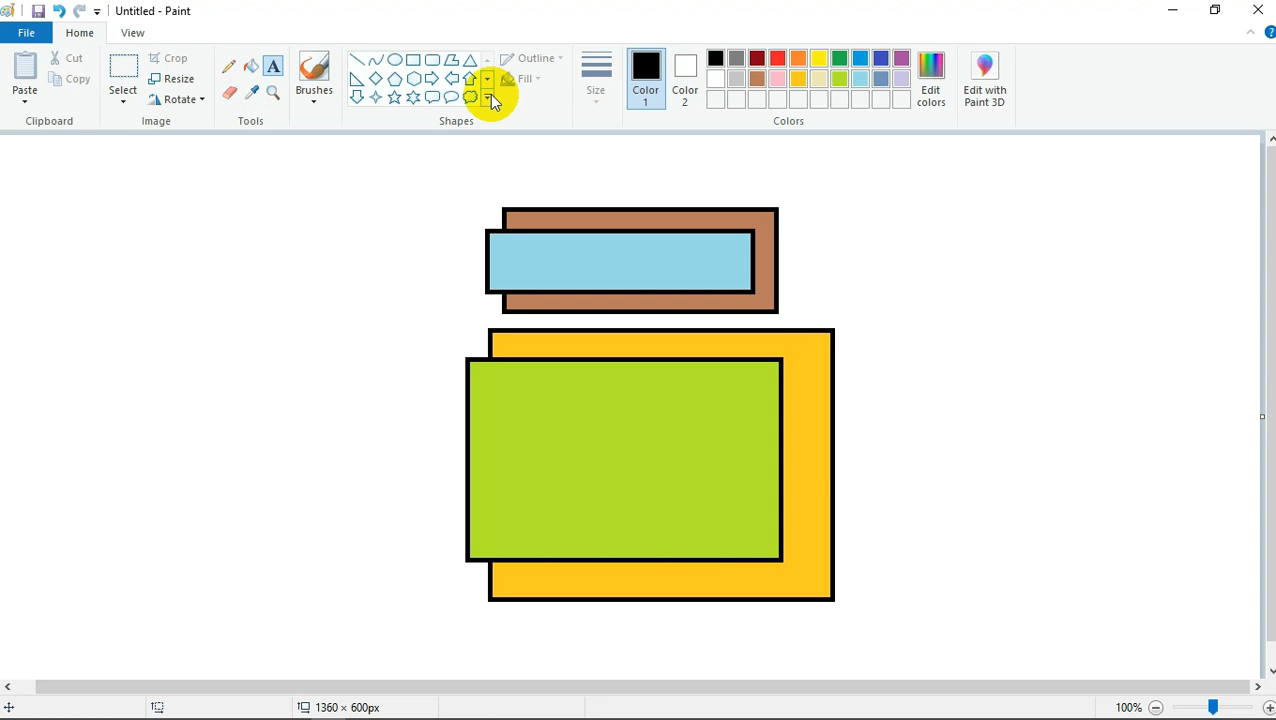 Untitled - Paint
File Home View
Paste Cut Copy Clipboard
Select Crop Resize Rotate Image
A Tools
Brushes
Shapes Outline Fill
Size
Color 1 Color 2 Colors Edit colors
Edit with Paint 3D
1360 × 600px 100%